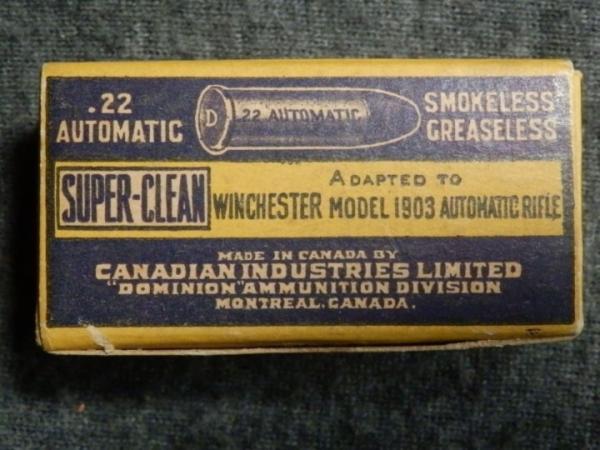 .22
AUTOMATIC
D
.22 AUTOMATIC
SMOKELESS
GREASELESS
SUPER-CLEAN
ADAPTED TO
WINCHESTER MODEL 1903 AUTOMATIC RIFLE
MADE IN CANADA BY
CANADIAN INDUSTRIES LIMITED
"DOMINION" AMMUNITION DIVISION
MONTREAL, CANADA.